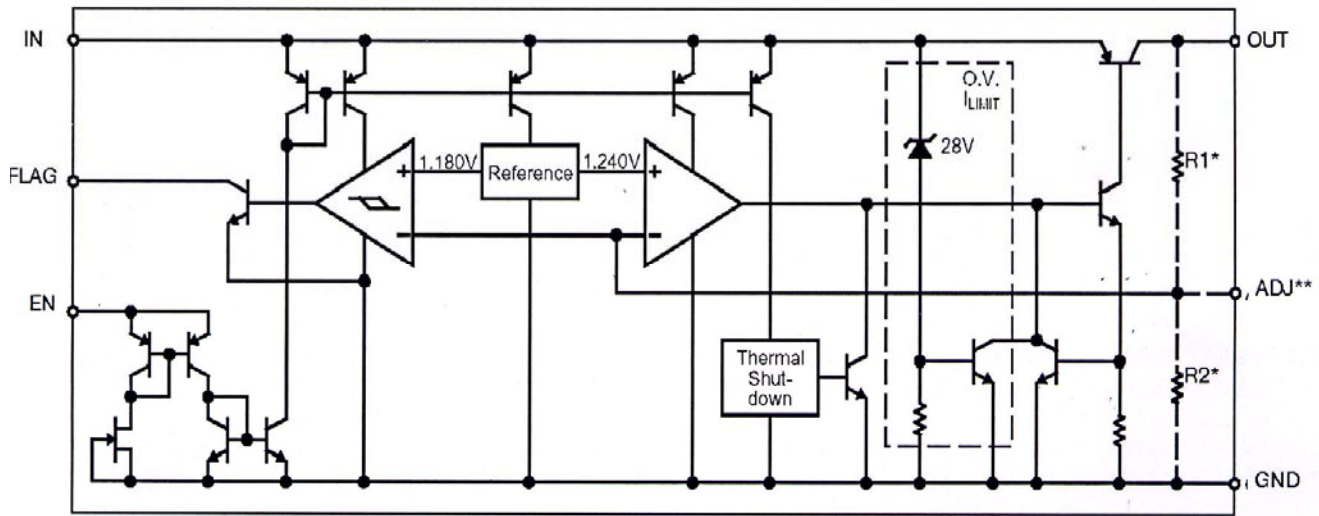 IN
OUT
O.V.
ILIMIT
28V
R1*
1.180V
Reference
1.240V
+
+
FLAG
−
−
EN
ADJ**
Thermal
Shut-
down
R2*
GND